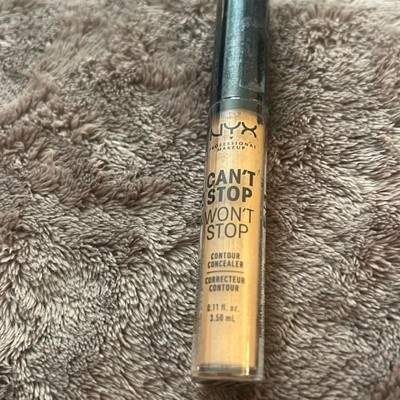 NYX
PROFESSIONAL
MAKEUP
CAN'T
STOP
WON'T
STOP
CONTOUR
CONCEALER
CORRECTEUR
CONTOUR
0.11 fl. oz.
3.50 mL